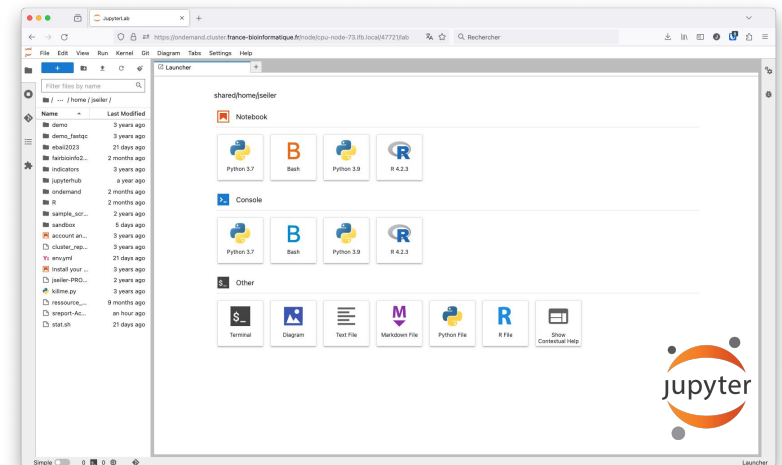 JupyterLab
https://ondemand.cluster.france-bioinformatique.fr/node/cpu-node-73.ifb.local/47721/lab
Rechercher
File Edit View Run Kernel Git Diagram Tabs Settings Help
Launcher
Filter files by name
/ ··· / home / jseiler /
Name Last Modified
demo 3 years ago
demo_fastqc 3 years ago
ebaii2023 21 days ago
fairbioinfo2... 2 months ago
indicators 3 years ago
jupyterhub a year ago
ondemand 2 months ago
R 2 months ago
sample_scr... 2 years ago
sandbox 5 days ago
account an... 3 years ago
cluster_rep... 3 years ago
env.yml 21 days ago
Install your ... 3 years ago
jseiler-PRO... 2 years ago
killme.py 3 years ago
ressource_... 9 months ago
sreport-Ac... an hour ago
stat.sh 21 days ago
shared/home/jseiler
Notebook
Python 3.7 Bash Python 3.9 R 4.2.3
Console
Python 3.7 Bash Python 3.9 R 4.2.3
$_ Other
Terminal Diagram Text File Markdown File Python File R File Show Contextual Help
jupyter
Simple 0 0 Launcher